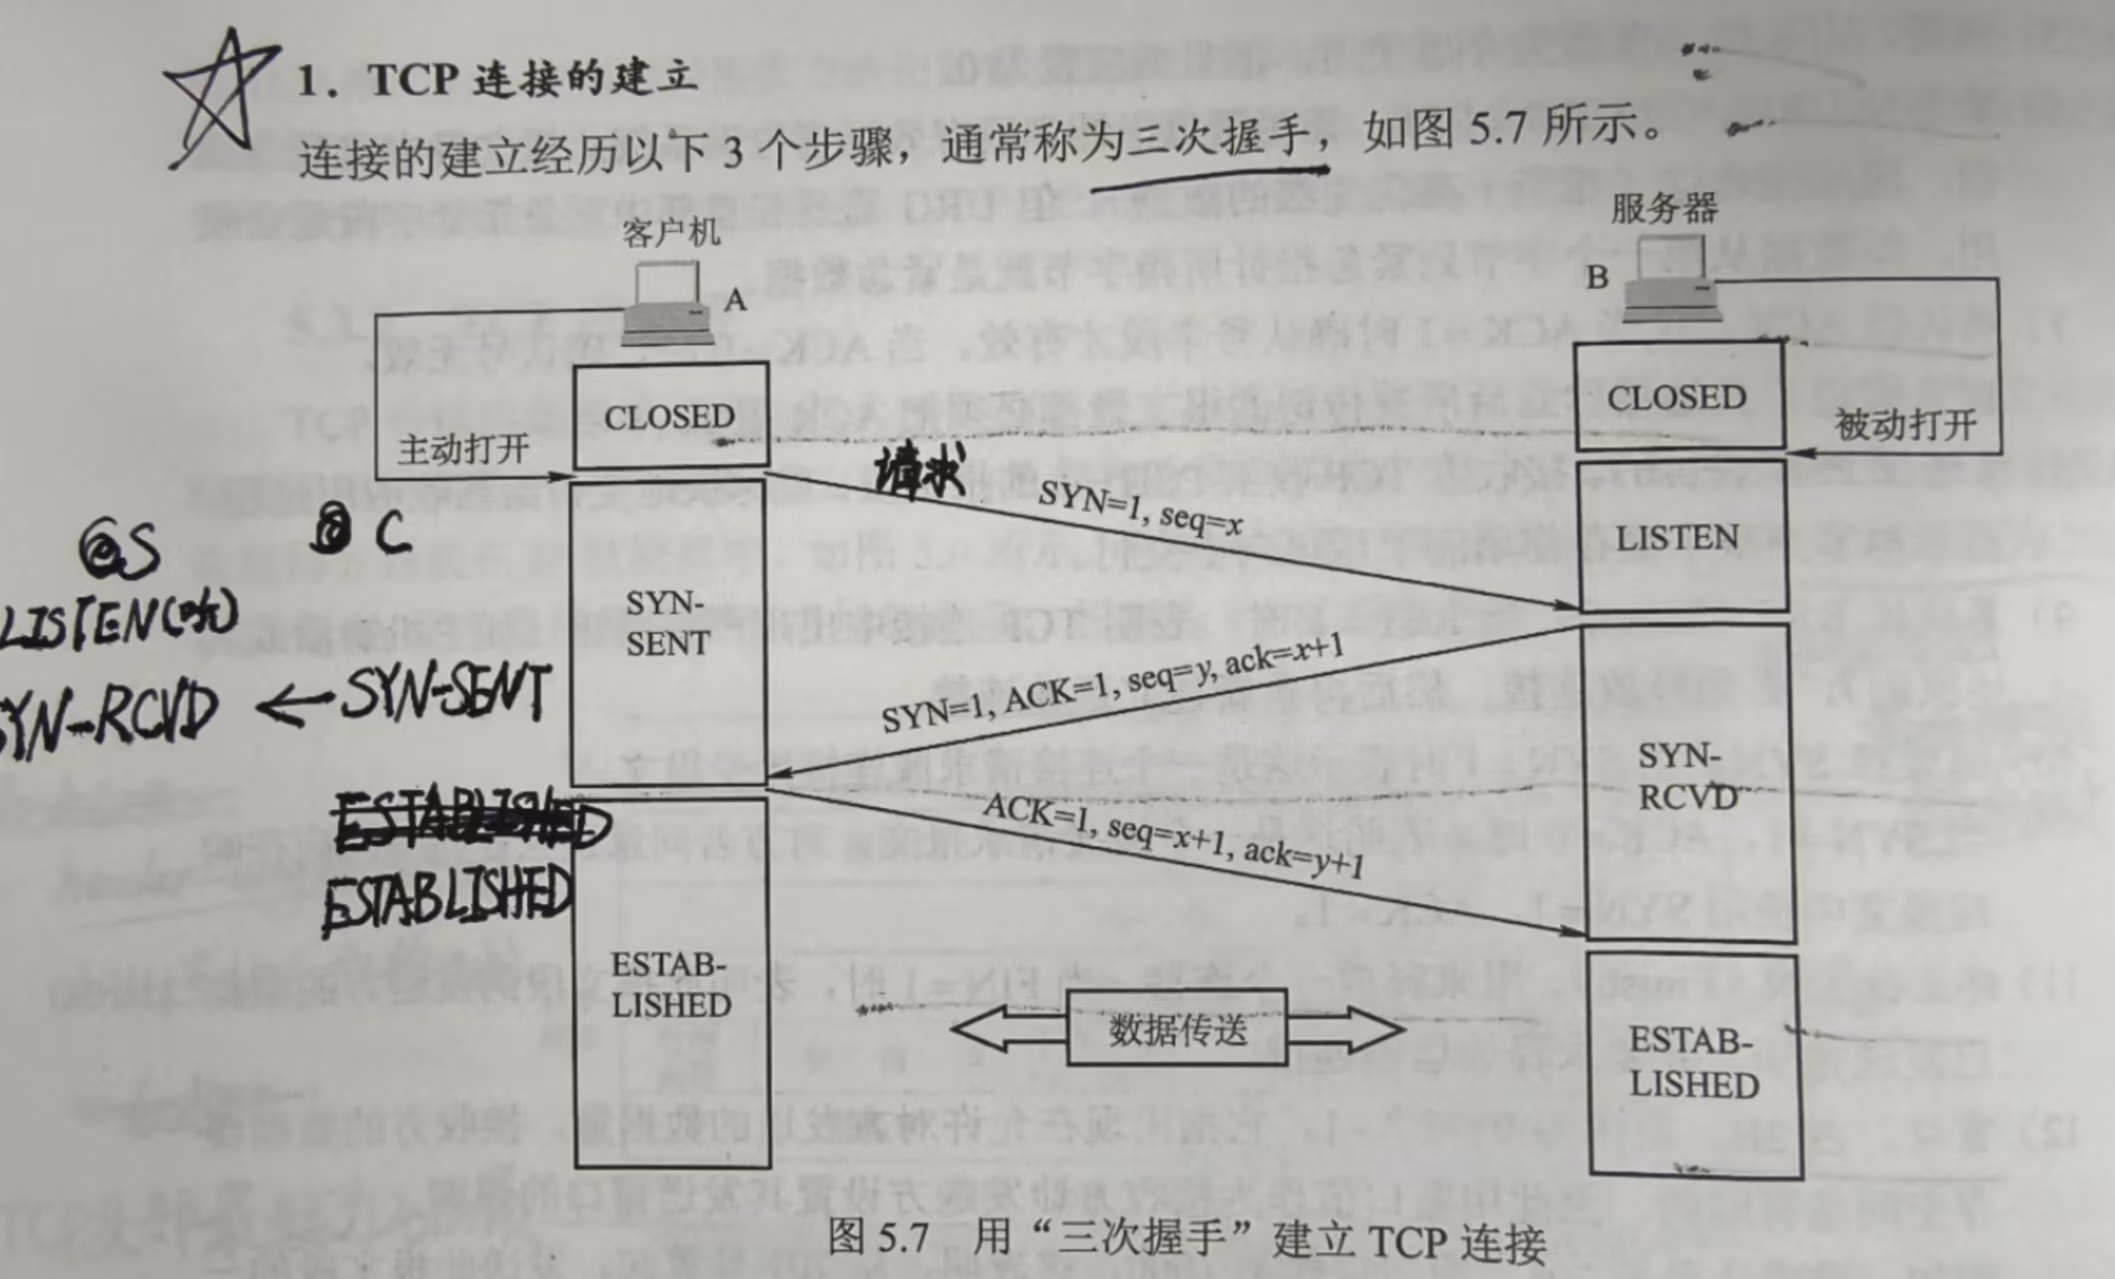 1. TCP 连接的建立
连接的建立经历以下 3 个步骤，通常称为三次握手，如图 5.7 所示。
客户机
服务器
A
B
CLOSED
CLOSED
主动打开
被动打开
请求
SYN=1, seq=x
LISTEN
S
C
LISTEN
SYN-
SENT
SYN=1, ACK=1, seq=y, ack=x+1
YN-RCVD ← SYN-SENT
SYN-
RCVD
ACK=1, seq=x+1, ack=y+1
ESTABLISHED
ESTAB-
LISHED
数据传送
ESTAB-
LISHED
图 5.7 用“三次握手”建立 TCP 连接